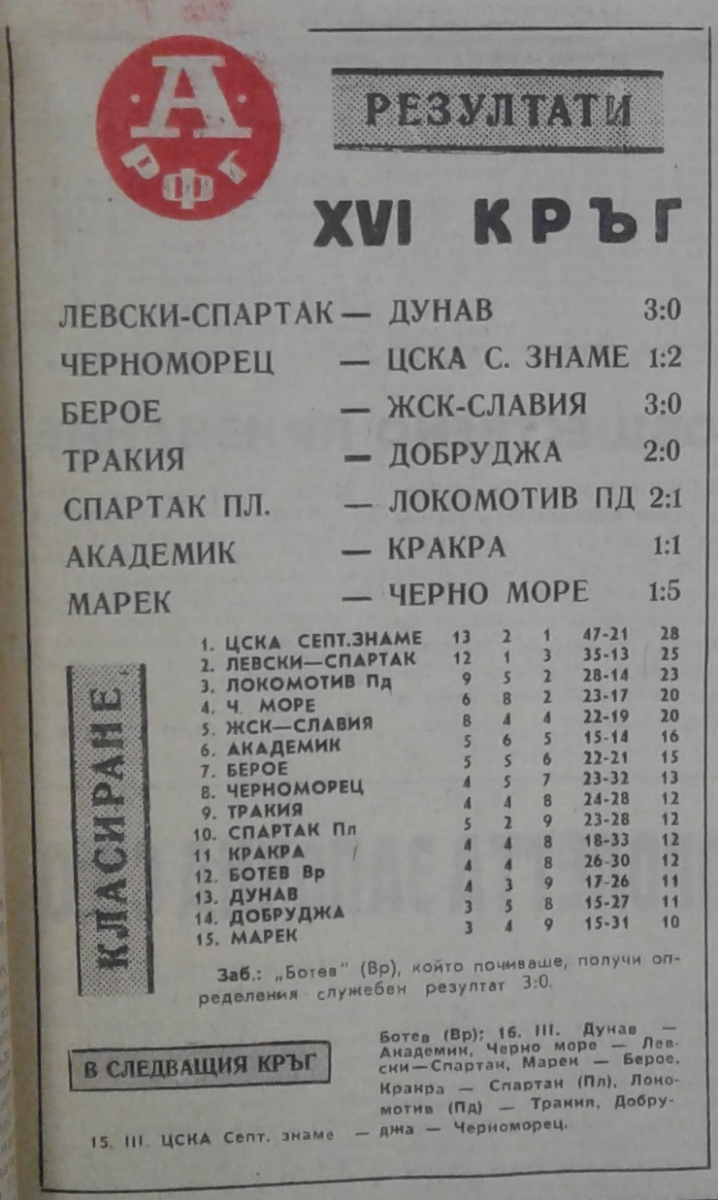 А
РФГ
РЕЗУЛТАТИ
XVI КРЪГ
ЛЕВСКИ-СПАРТАК — ДУНАВ 3:0
ЧЕРНОМОРЕЦ — ЦСКА С. ЗНАМЕ 1:2
БЕРОЕ — ЖСК-СЛАВИЯ 3:0
ТРАКИЯ — ДОБРУДЖА 2:0
СПАРТАК ПЛ. — ЛОКОМОТИВ ПД 2:1
АКАДЕМИК — КРАКРА 1:1
МАРЕК — ЧЕРНО МОРЕ 1:5
КЛАСИРАНЕ
1. ЦСКА СЕПТ.ЗНАМЕ 13 2 1 47-21 28
2. ЛЕВСКИ—СПАРТАК 12 1 3 35-13 25
3. ЛОКОМОТИВ Пд 9 5 2 28-14 23
4. Ч. МОРЕ 6 8 2 23-17 20
5. ЖСК—СЛАВИЯ 8 4 4 22-19 20
6. АКАДЕМИК 5 6 5 15-14 16
7. БЕРОЕ 5 5 6 22-21 15
8. ЧЕРНОМОРЕЦ 4 5 7 23-32 13
9. ТРАКИЯ 4 4 8 24-28 12
10. СПАРТАК Пл 5 2 9 23-28 12
11 КРАКРА 4 4 8 18-33 12
12. БОТЕВ Вр 4 4 8 26-30 12
13. ДУНАВ 4 3 9 17-26 11
14. ДОБРУДЖА 3 5 8 15-27 11
15. МАРЕК 3 4 9 15-31 10
Заб.: „Ботев" (Вр), който почиваше, получи оп-
ределения служебен резултат 3:0.
В СЛЕДВАЩИЯ КРЪГ
15. III. ЦСКА Септ. знаме —
Ботев (Вр); 16. III. Дунав —
Академик, Черно море — Лев-
ски—Спартак, Марек — Берое,
Кракра — Спартак (Пл), Локо-
мотив (Пд) — Тракия, Добру-
джа — Черноморец.